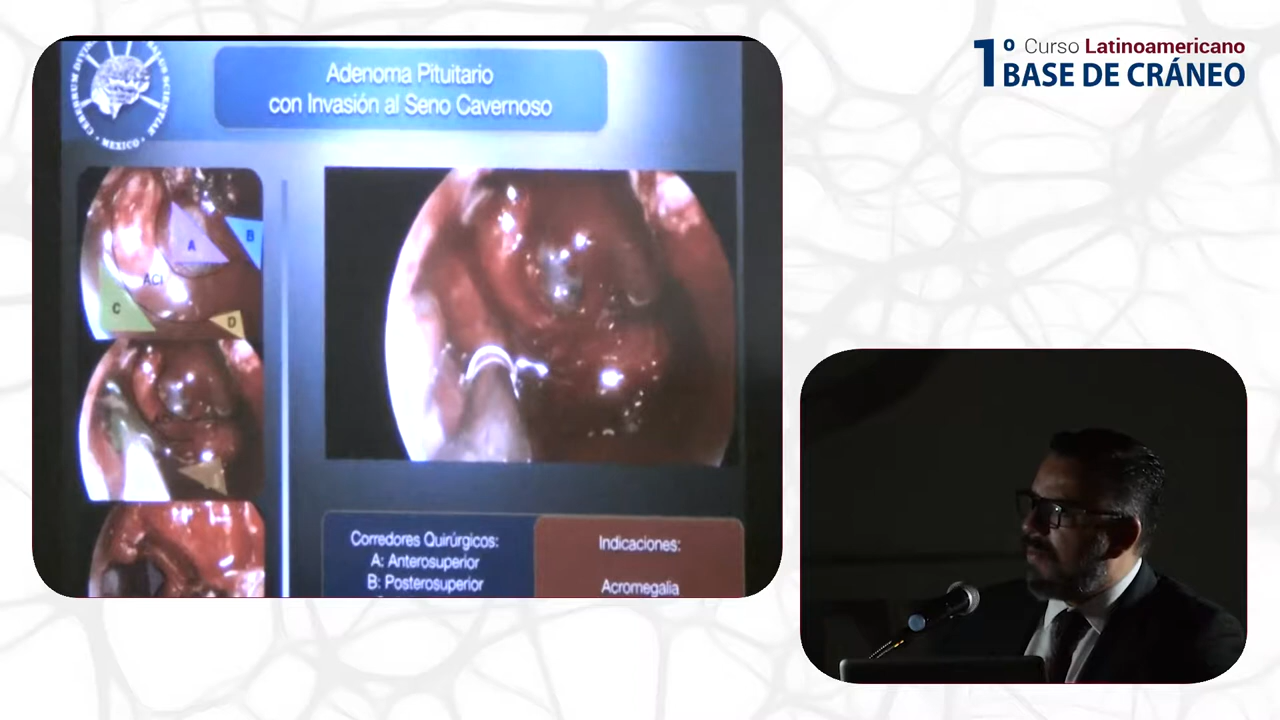 1º Curso Latinoamericano
BASE DE CRÁNEO
Adenoma Pituitario
con Invasión al Seno Cavernoso
MEXICO
A
B
ACI
C
D
Corredores Quirúrgicos:
A: Anterosuperior
B: Posterosuperior
Indicaciones:
Acromegalia